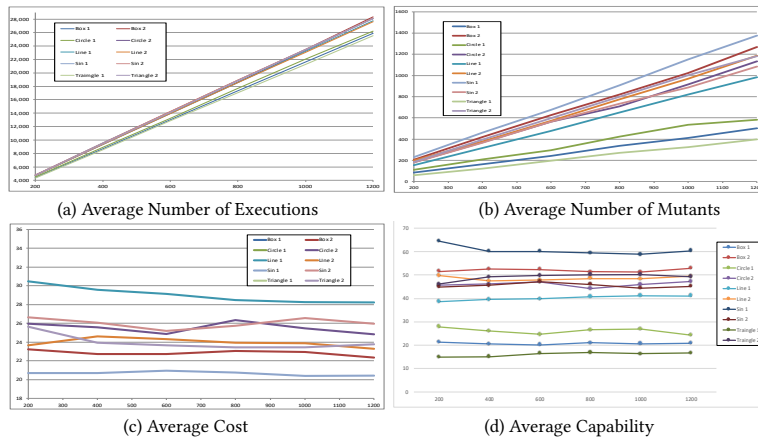 28,000
26,000
24,000
22,000
20,000
18,000
16,000
14,000
12,000
10,000
8,000
6,000
4,000
200 400 600 800 1000 1200
Box 1 Box 2
Circle 1 Circle 2
Line 1 Line 2
Sin 1 Sin 2
Traingle 1 Triangle 2
(a) Average Number of Executions
1600
1400
1200
1000
800
600
400
200
0
200 300 400 500 600 700 800 900 1000 1100 1200
Box 1
Box 2
Circle 1
Circle 2
Line 1
Line 2
Sin 1
Sin 2
Triangle 1
Triangle 2
(b) Average Number of Mutants
36
34
32
30
28
26
24
22
20
18
200 300 400 500 600 700 800 900 1000 1100 1200
Box 1 Box 2
Circle 1 Circle 2
Line 1 Line 2
Sin 1 Sin 2
Triangle 1 Triangle 2
(c) Average Cost
70
60
50
40
30
20
10
0
200 400 600 800 1000 1200
Box 1
Box 2
Circle 1
Circle 2
Line 1
Line 2
Sin 1
Sin 2
Traingle
Triangle 2
(d) Average Capability